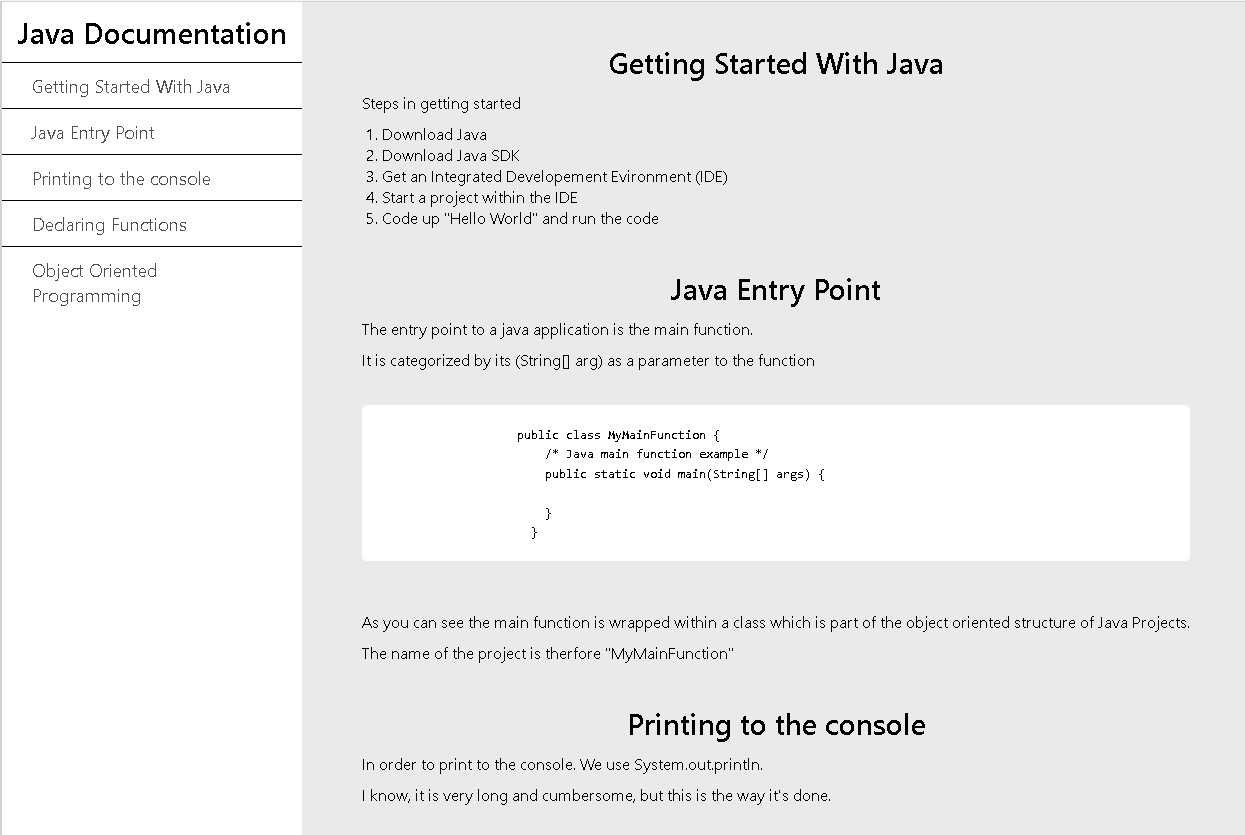 Java Documentation
Getting Started With Java
Java Entry Point
Printing to the console
Declaring Functions
Object Oriented
Programming
Getting Started With Java
Steps in getting started
1. Download Java
2. Download Java SDK
3. Get an Integrated Developement Evironment (IDE)
4. Start a project within the IDE
5. Code up "Hello World" and run the code
Java Entry Point
The entry point to a java application is the main function.
It is categorized by its (String[] arg) as a parameter to the function
public class MyMainFunction {
/* Java main function example */
public static void main(String[] args) {
}
}
As you can see the main function is wrapped within a class which is part of the object oriented structure of Java Projects.
The name of the project is therfore "MyMainFunction"
Printing to the console
In order to print to the console. We use System.out.println.
I know, it is very long and cumbersome, but this is the way it's done.